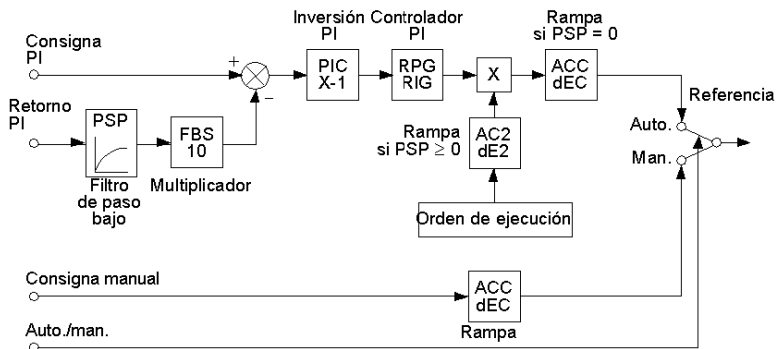 Consigna
PI
+
−
Inversión
PI
PIC
X-1
Controlador
PI
RPG
RIG
X
Rampa
si PSP = 0
ACC
dEC
Referencia
Auto.
Man.
Retorno
PI
PSP
Filtro
de paso
bajo
FBS
10
Multiplicador
Rampa
si PSP ≥ 0
AC2
dE2
Orden de ejecución
Consigna manual
ACC
dEC
Rampa
Auto./man.